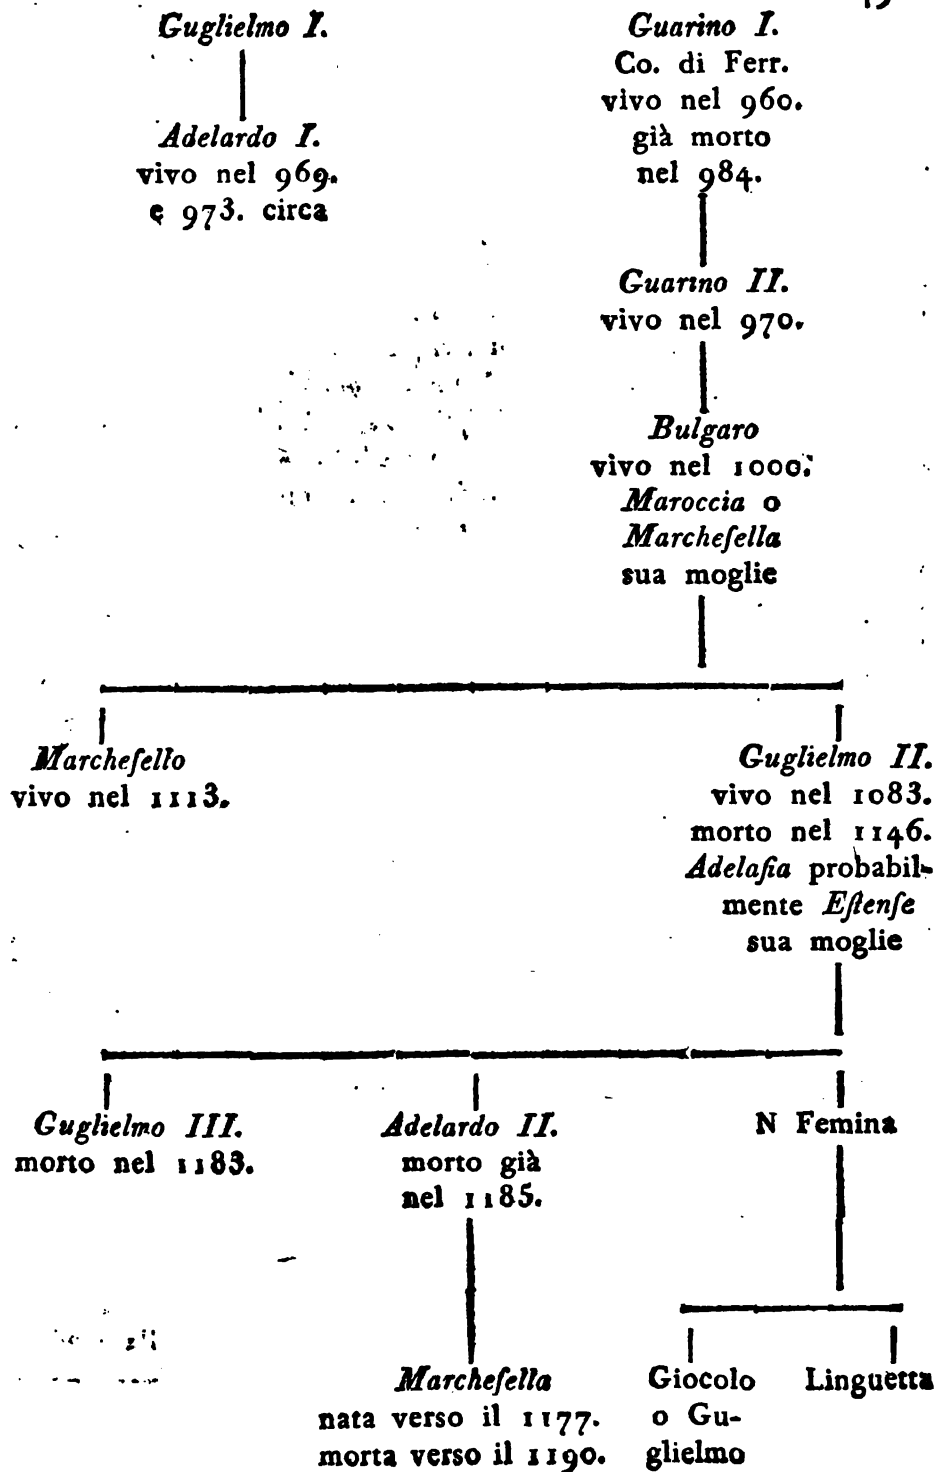 Guglielmo I.
Adelardo I.
vivo nel 969.
e 973. circa
Guarino I.
Co. di Ferr.
vivo nel 960.
già morto
nel 984.
Guarino II.
vivo nel 970.
Bulgaro
vivo nel 1000.
Maroccia o
Marcheſella
sua moglie
Marcheſello
vivo nel 1113.
Guglielmo II.
vivo nel 1083.
morto nel 1146.
Adelaſia probabil-
mente Eſtenſe
sua moglie
Guglielmo III.
morto nel 1183.
Adelardo II.
morto già
nel 1185.
N Femina
Marcheſella
nata verso il 1177.
morta verso il 1190.
Giocolo
o Gu-
glielmo
Linguetta